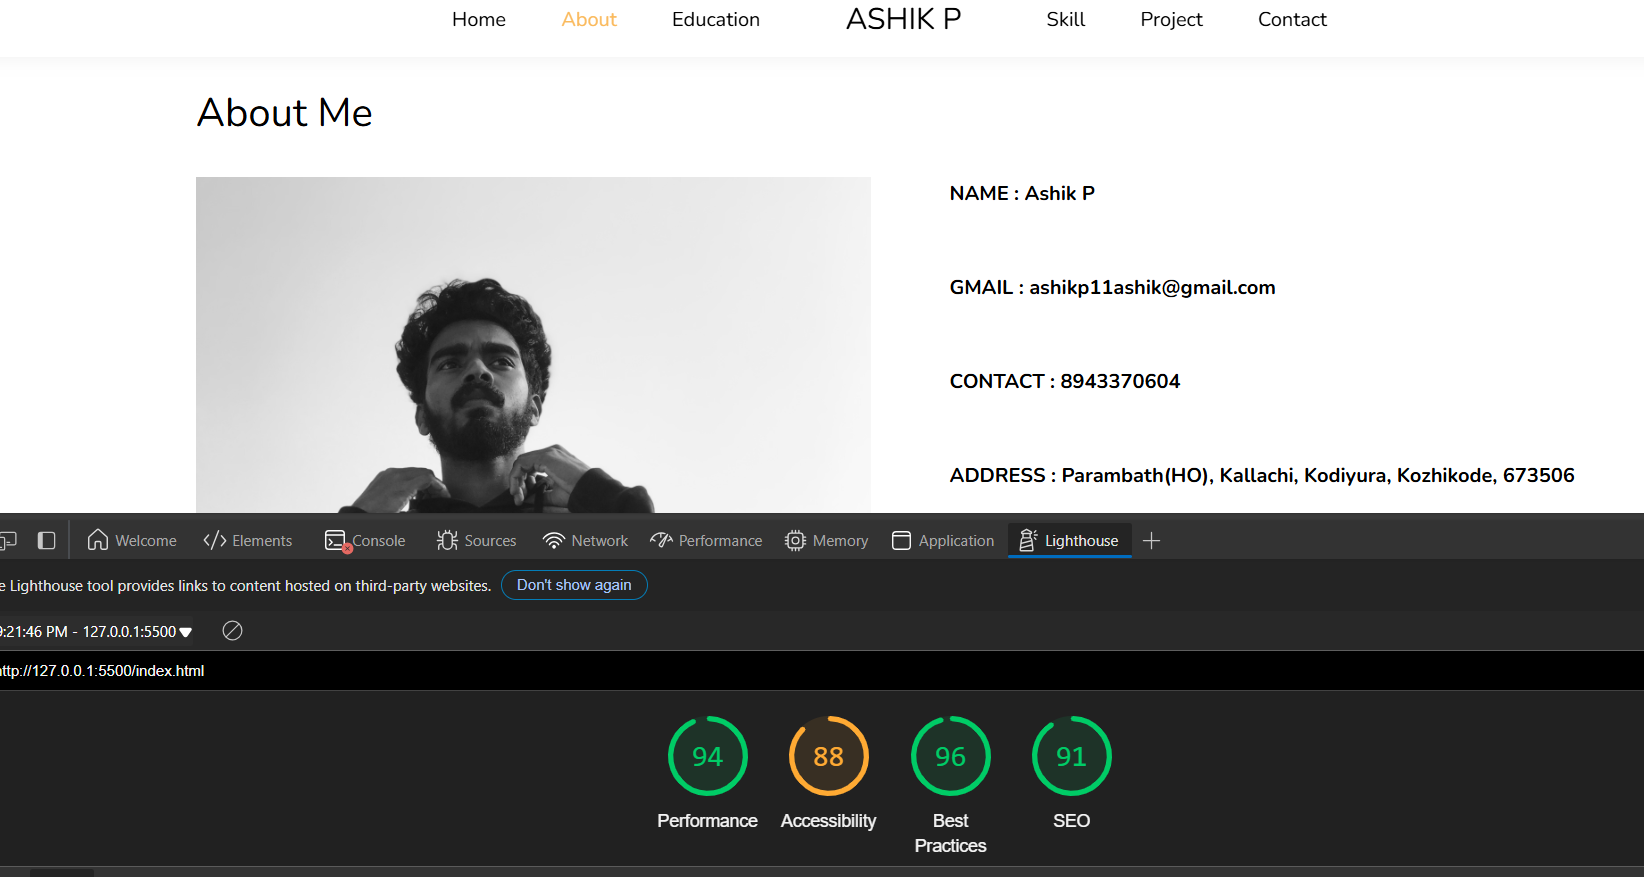 Home About Education ASHIK P Skill Project Contact
About Me
NAME : Ashik P
GMAIL : ashikp11ashik@gmail.com
CONTACT : 8943370604
ADDRESS : Parambath(HO), Kallachi, Kodiyura, Kozhikode, 673506
Welcome Elements Console Sources Network Performance Memory Application Lighthouse
Lighthouse tool provides links to content hosted on third-party websites. Don't show again
9:21:46 PM - 127.0.0.1:5500
http://127.0.0.1:5500/index.html
94 88 96 91
Performance Accessibility Best Practices SEO